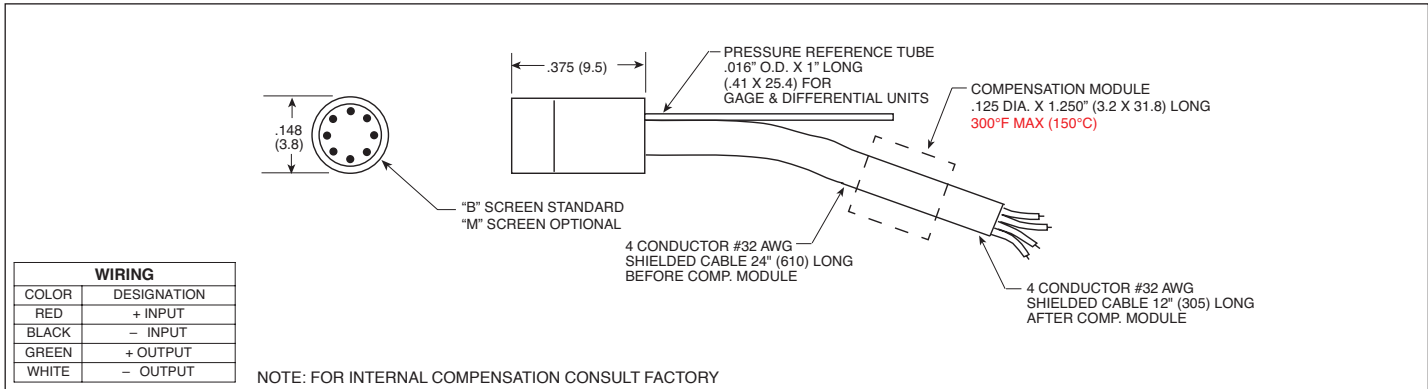 .375 (9.5)
PRESSURE REFERENCE TUBE
.016” O.D. X 1” LONG
(.41 X 25.4) FOR
GAGE & DIFFERENTIAL UNITS
COMPENSATION MODULE
.125 DIA. X 1.250” (3.2 X 31.8) LONG
300°F MAX (150°C)
.148
(3.8)
“B” SCREEN STANDARD
“M” SCREEN OPTIONAL
4 CONDUCTOR #32 AWG
SHIELDED CABLE 24" (610) LONG
BEFORE COMP. MODULE
4 CONDUCTOR #32 AWG
SHIELDED CABLE 12" (305) LONG
AFTER COMP. MODULE
WIRING
COLOR DESIGNATION
RED + INPUT
BLACK – INPUT
GREEN + OUTPUT
WHITE – OUTPUT
NOTE: FOR INTERNAL COMPENSATION CONSULT FACTORY